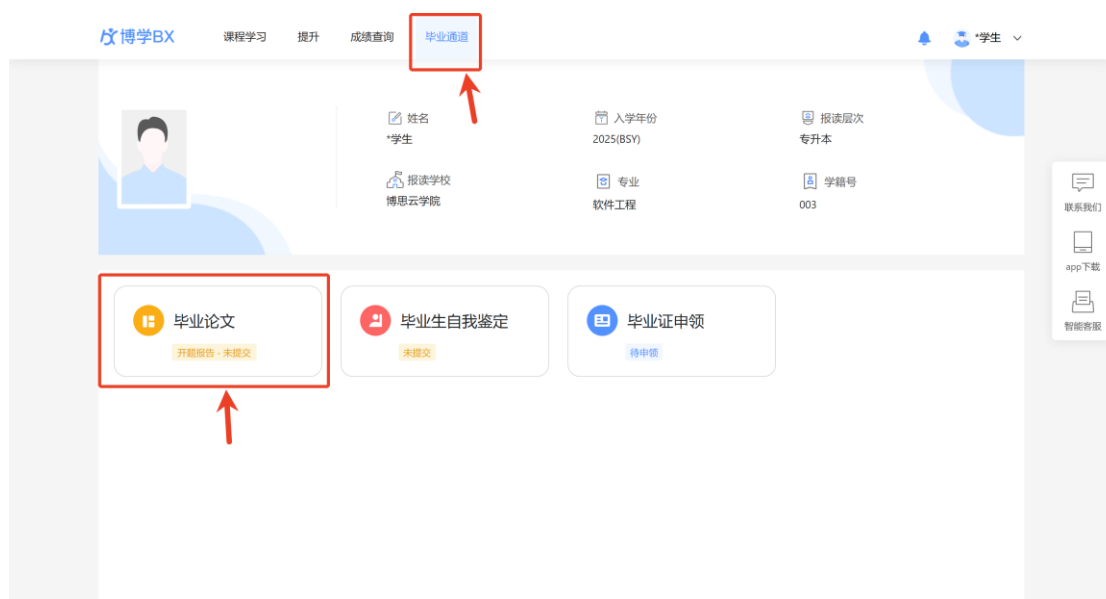 博学BX 课程学习 提升 成绩查询 毕业通道 *学生
姓名 入学年份 报读层次
*学生 2025(BSY) 专升本
报读学校 专业 学籍号
博思云学院 软件工程 003
联系我们
app下载
智能客服
毕业论文 毕业生自我鉴定 毕业证申领
开题报告 - 未提交 未提交 待申领